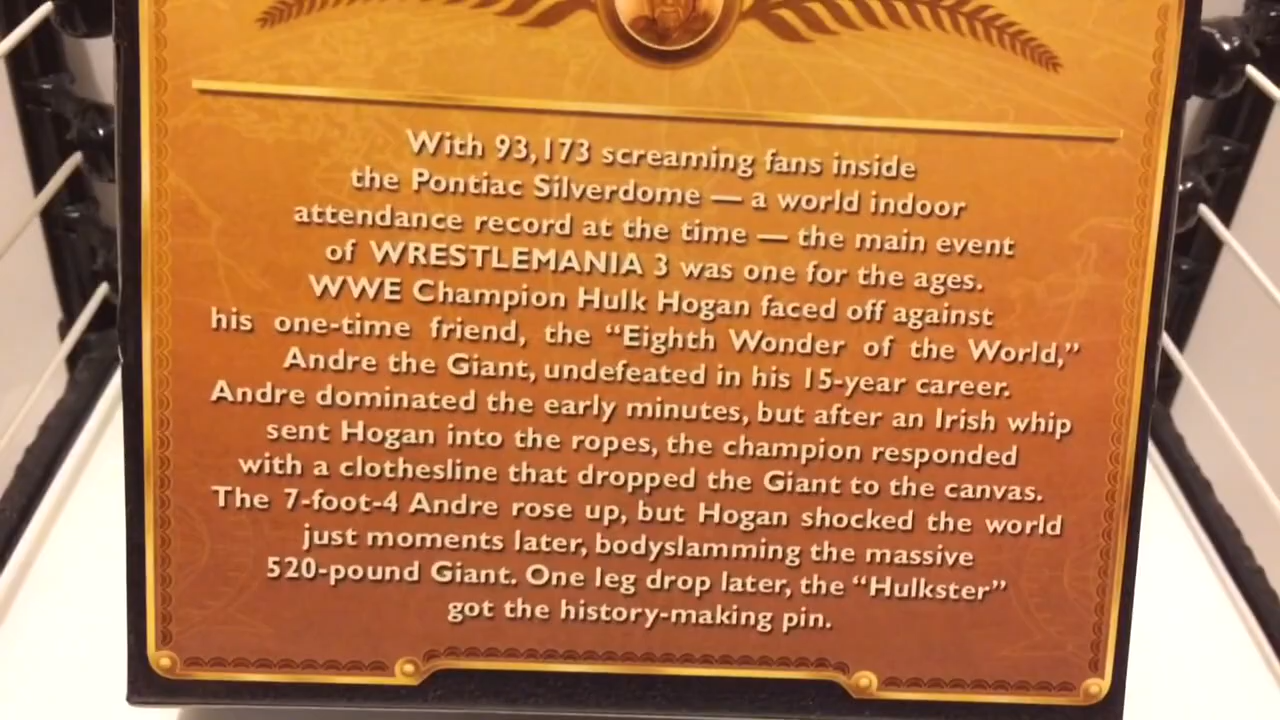 With 93,173 screaming fans inside
the Pontiac Silverdome — a world indoor
attendance record at the time — the main event
of WRESTLEMANIA 3 was one for the ages.
WWE Champion Hulk Hogan faced off against
his one-time friend, the “Eighth Wonder of the World,”
Andre the Giant, undefeated in his 15-year career.
Andre dominated the early minutes, but after an Irish whip
sent Hogan into the ropes, the champion responded
with a clothesline that dropped the Giant to the canvas.
The 7-foot-4 Andre rose up, but Hogan shocked the world
just moments later, bodyslamming the massive
520-pound Giant. One leg drop later, the “Hulkster”
got the history-making pin.